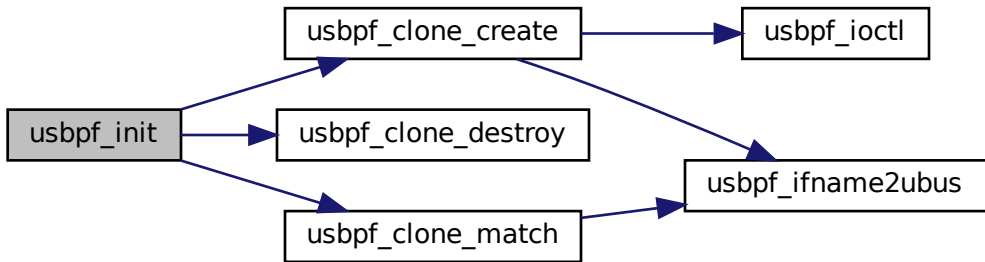 usbpf_init
usbpf_clone_create
usbpf_clone_destroy
usbpf_clone_match
usbpf_ioctl
usbpf_ifname2ubus